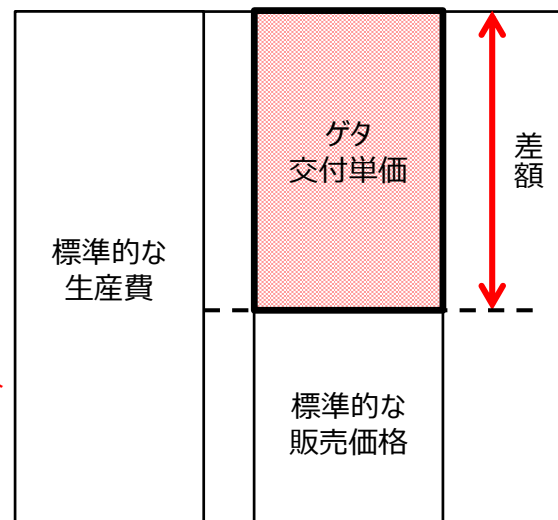 標準的な
生産費
ゲタ
交付単価
標準的な
販売価格
差額